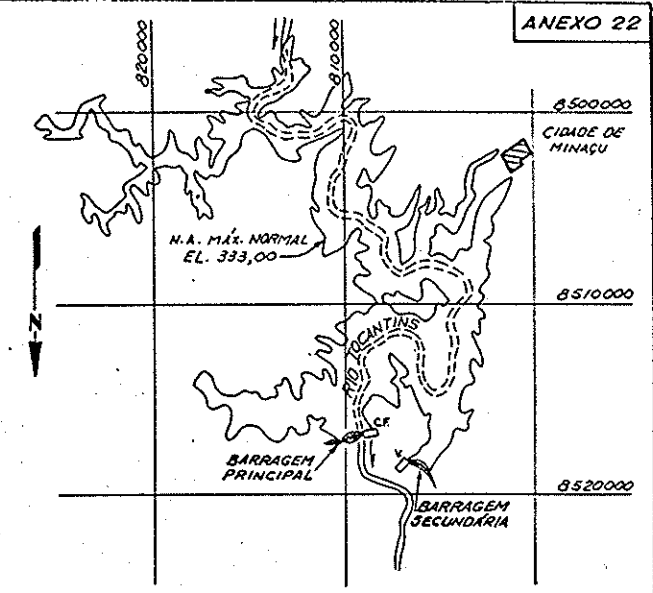 ANEXO 22
820000
810000
8500000
CIDADE DE
MINAÇU
N.A. MÁX. NORMAL
EL. 333,00
N
8510000
RIO TOCANTINS
C.F.
V.
BARRAGEM
PRINCIPAL
8520000
BARRAGEM
SECUNDÁRIA